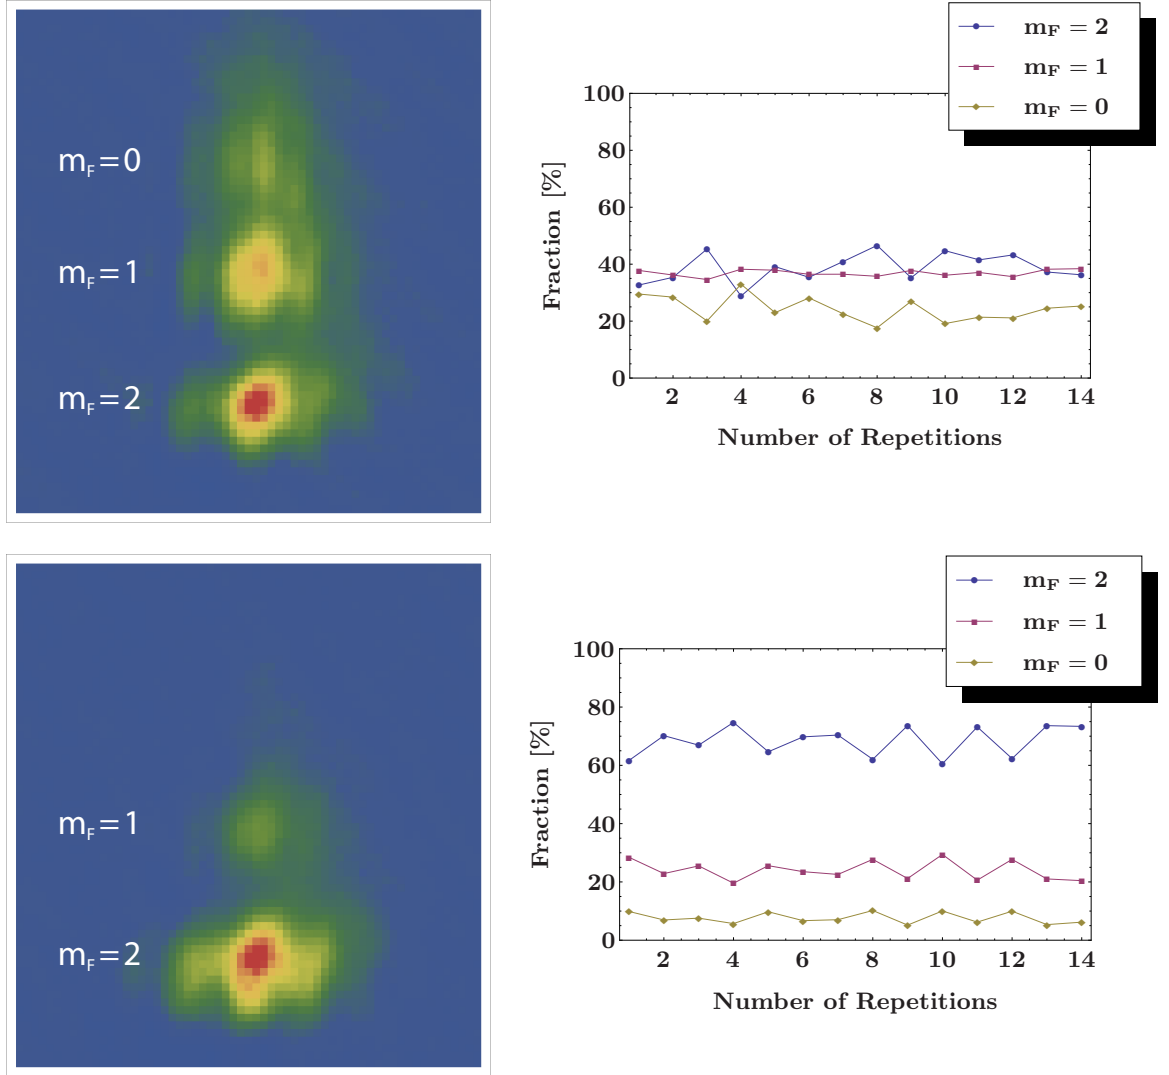 m_F=0
m_F=1
m_F=2
m_F = 2
m_F = 1
m_F = 0
100
80
60
40
20
0
2 4 6 8 10 12 14
Fraction [%]
Number of Repetitions
m_F=1
m_F=2
m_F = 2
m_F = 1
m_F = 0
100
80
60
40
20
0
2 4 6 8 10 12 14
Fraction [%]
Number of Repetitions